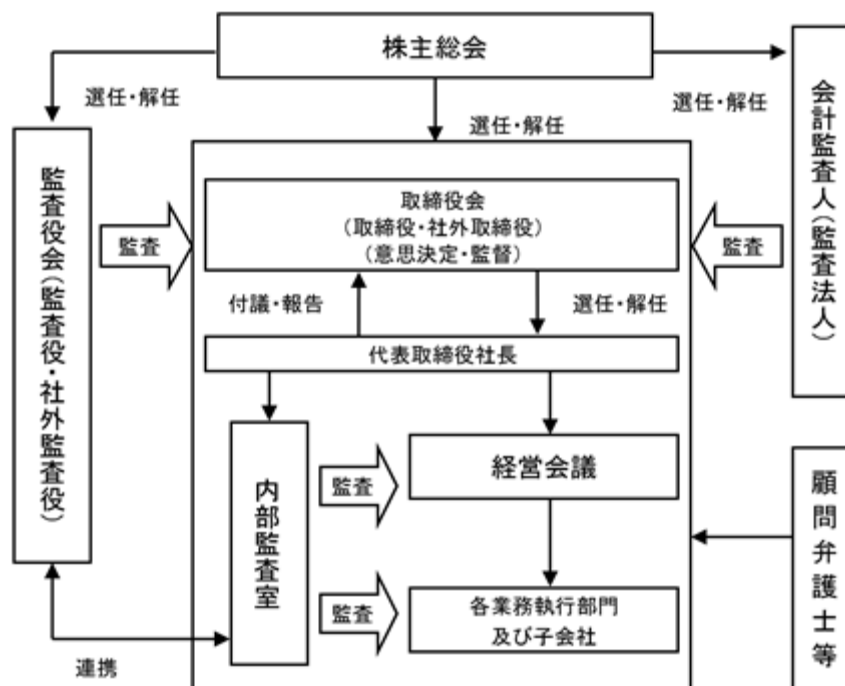 株主総会
選任・解任
選任・解任
選任・解任
監査役会(監査役・社外監査役)
会計監査人(監査法人)
取締役会
(取締役・社外取締役)
(意思決定・監督)
監査
監査
付議・報告
選任・解任
代表取締役社長
内部監査室
監査
経営会議
監査
各業務執行部門
及び子会社
顧問弁護士等
連携